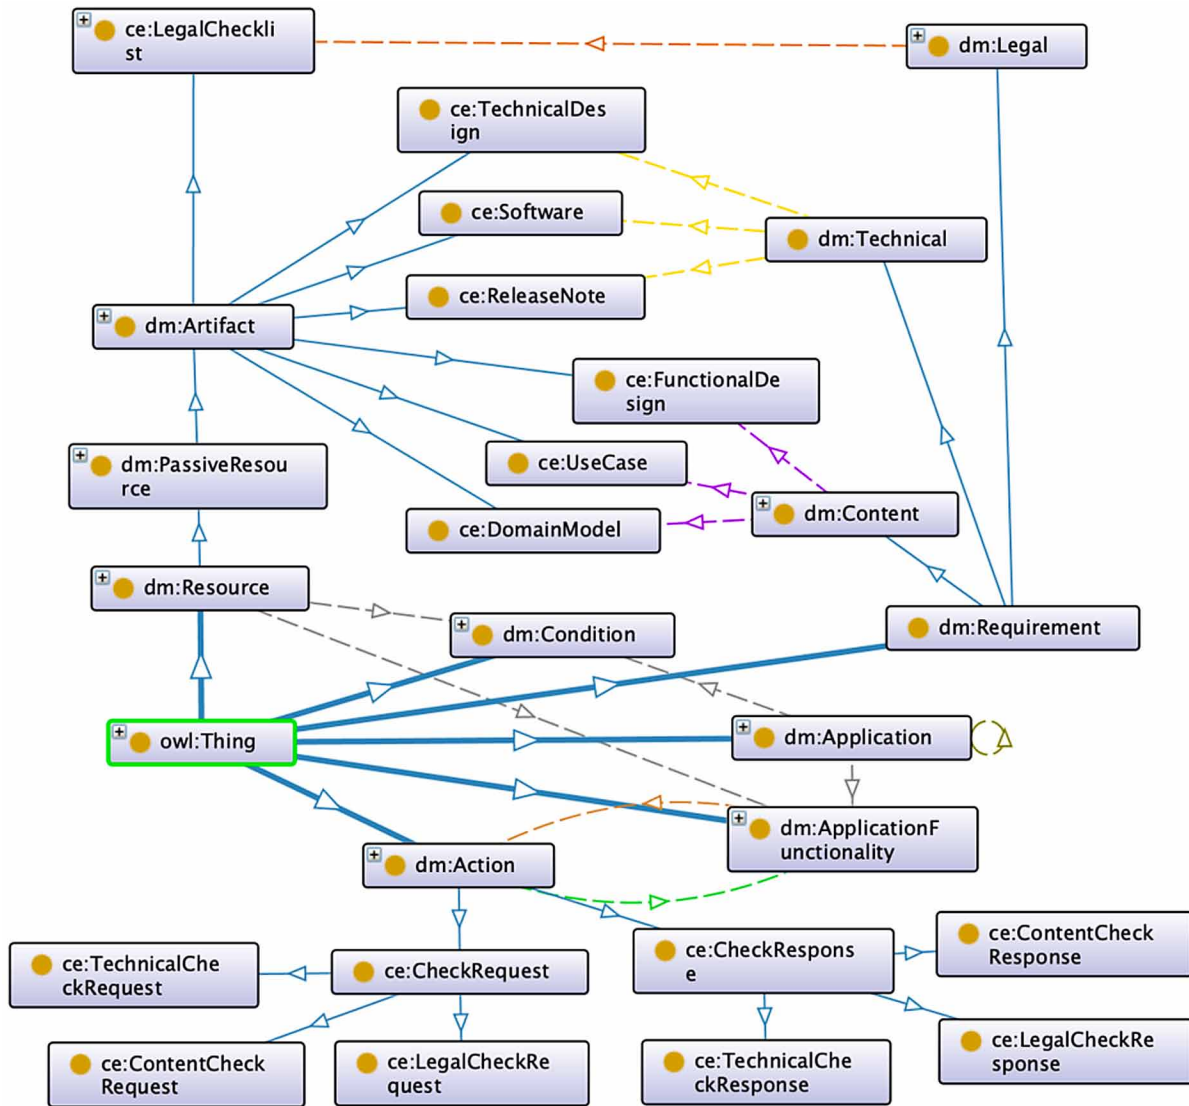 ce:LegalCheckli
st
dm:Legal
ce:TechnicalDes
ign
ce:Software
dm:Technical
ce:ReleaseNote
dm:Artifact
ce:FunctionalDe
sign
ce:UseCase
dm:PassiveResou
rce
dm:Content
ce:DomainModel
dm:Resource
dm:Condition
dm:Requirement
owl:Thing
dm:Application
dm:ApplicationF
unctionality
dm:Action
ce:CheckRespons
e
ce:ContentCheck
Response
ce:TechnicalChe
ckRequest
ce:CheckRequest
ce:LegalCheckRe
sponse
ce:ContentCheck
Request
ce:LegalCheckRe
quest
ce:TechnicalChe
ckResponse